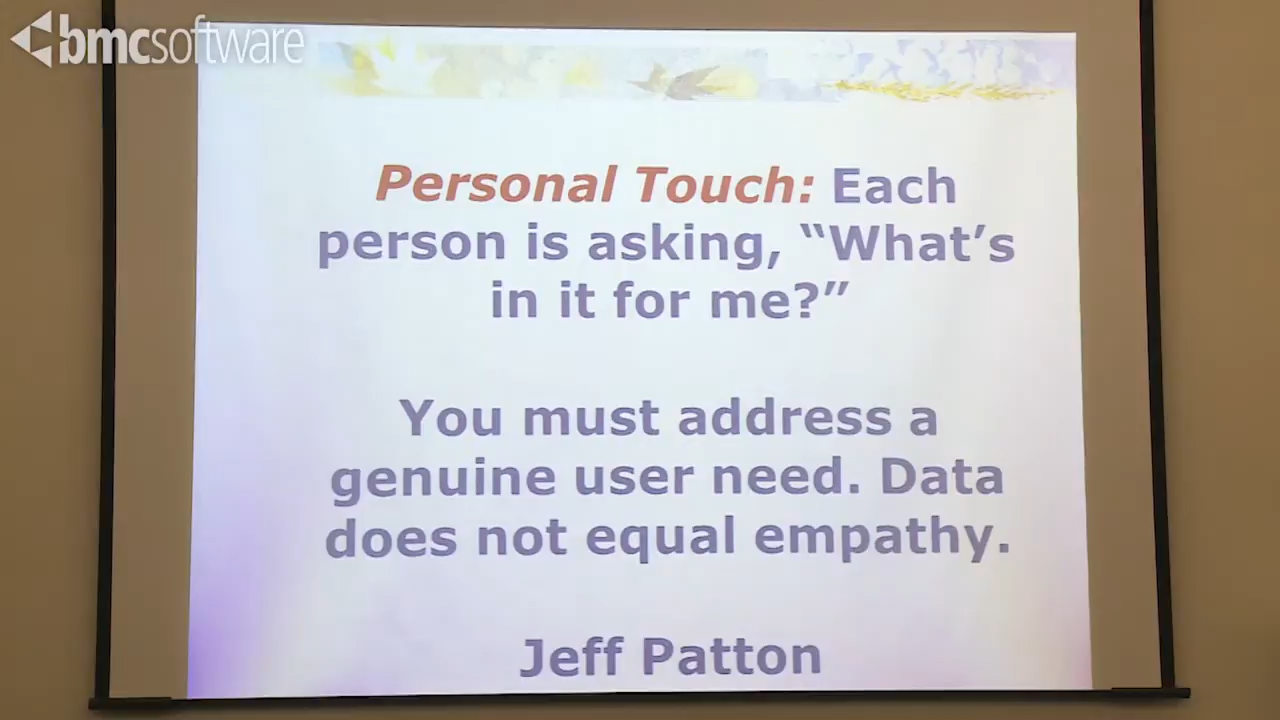 bmcsoftware
Personal Touch: Each
person is asking, “What’s
in it for me?”
You must address a
genuine user need. Data
does not equal empathy.
Jeff Patton